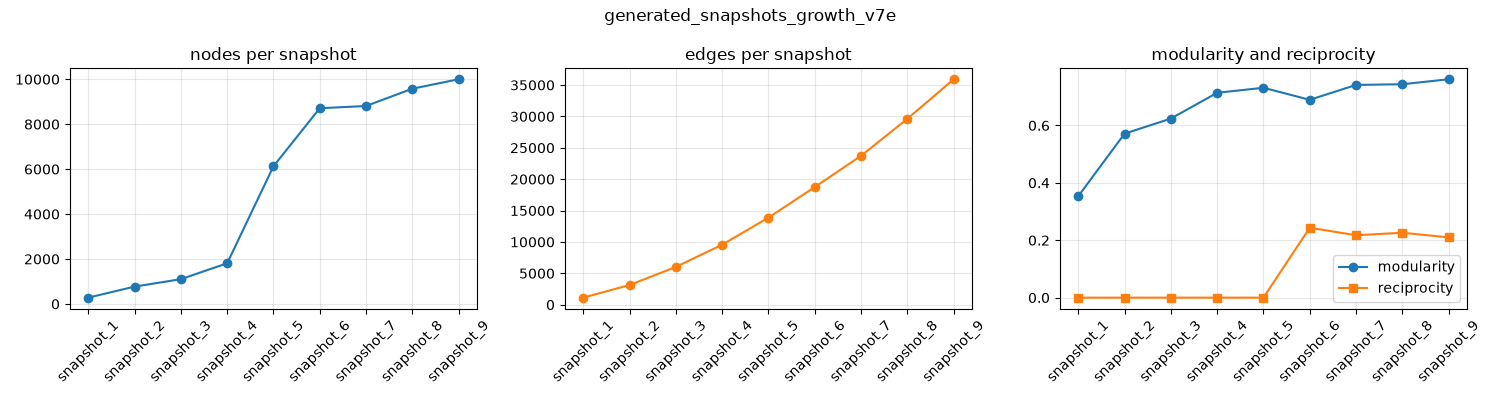 generated_snapshots_growth_v7e
nodes per snapshot
10000
8000
6000
4000
2000
0
snapshot_1
snapshot_2
snapshot_3
snapshot_4
snapshot_5
snapshot_6
snapshot_7
snapshot_8
snapshot_9
edges per snapshot
35000
30000
25000
20000
15000
10000
5000
0
snapshot_1
snapshot_2
snapshot_3
snapshot_4
snapshot_5
snapshot_6
snapshot_7
snapshot_8
snapshot_9
modularity and reciprocity
0.6
0.4
0.2
0.0
modularity
reciprocity
snapshot_1
snapshot_2
snapshot_3
snapshot_4
snapshot_5
snapshot_6
snapshot_7
snapshot_8
snapshot_9